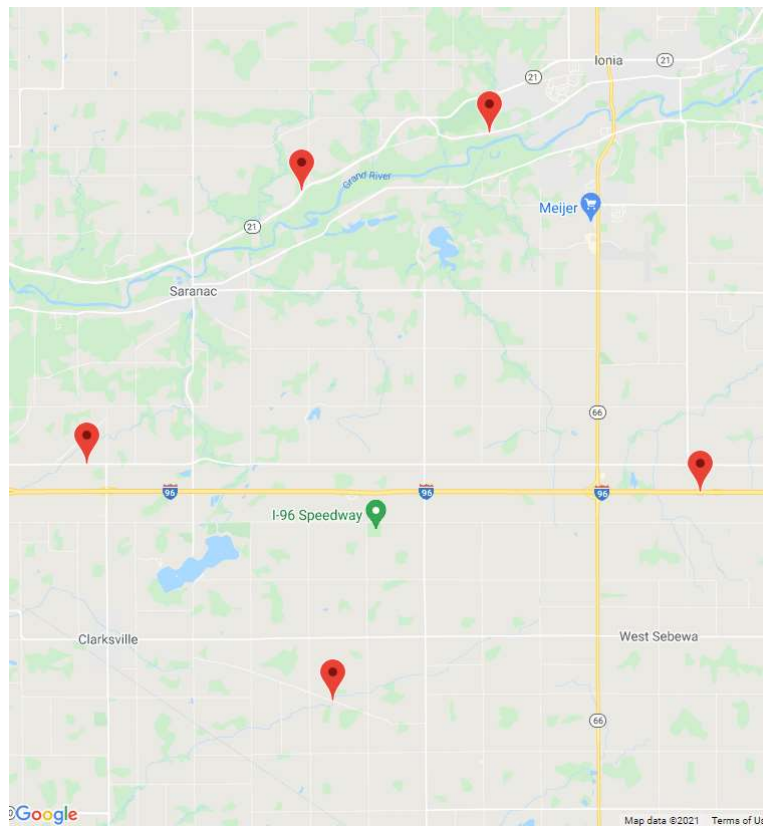 Ionia
21
21
Grand River
Meijer
21
Saranac
66
96
96
96
I-96 Speedway
Clarksville
West Sebewa
66
©Google
Map data ©2021 Terms of Us